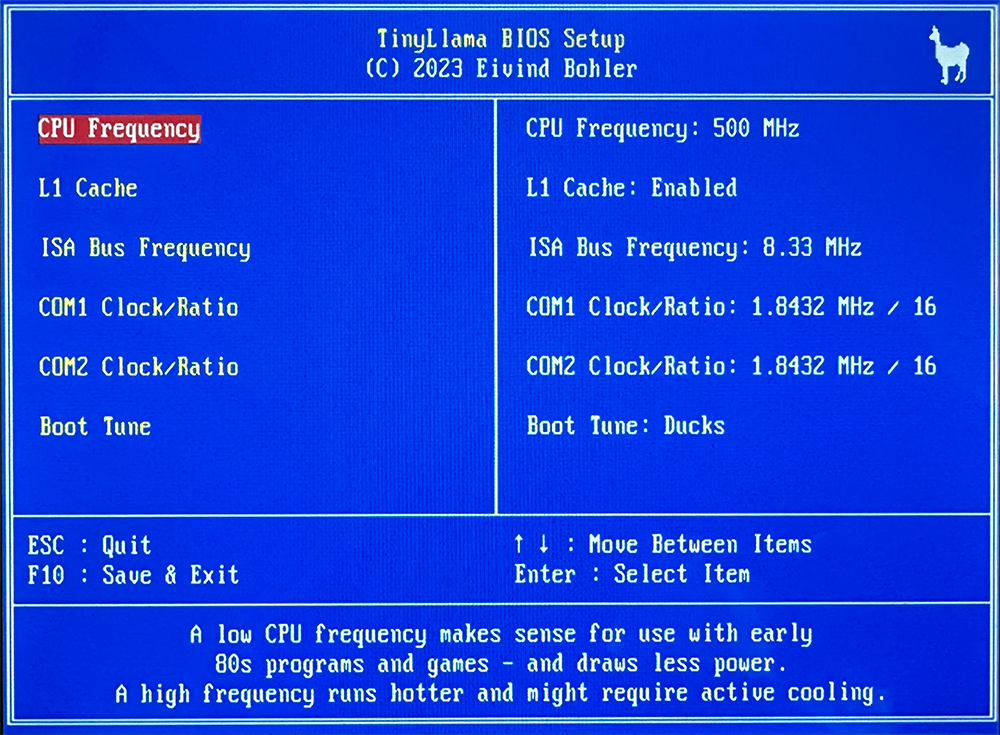 TinyLlama BIOS Setup
(C) 2023 Eivind Bohler
CPU Frequency
L1 Cache
ISA Bus Frequency
COM1 Clock/Ratio
COM2 Clock/Ratio
Boot Tune
CPU Frequency: 500 MHz
L1 Cache: Enabled
ISA Bus Frequency: 8.33 MHz
COM1 Clock/Ratio: 1.8432 MHz / 16
COM2 Clock/Ratio: 1.8432 MHz / 16
Boot Tune: Ducks
ESC : Quit
F10 : Save & Exit
↑ ↓ : Move Between Items
Enter : Select Item
A low CPU frequency makes sense for use with early
80s programs and games - and draws less power.
A high frequency runs hotter and might require active cooling.